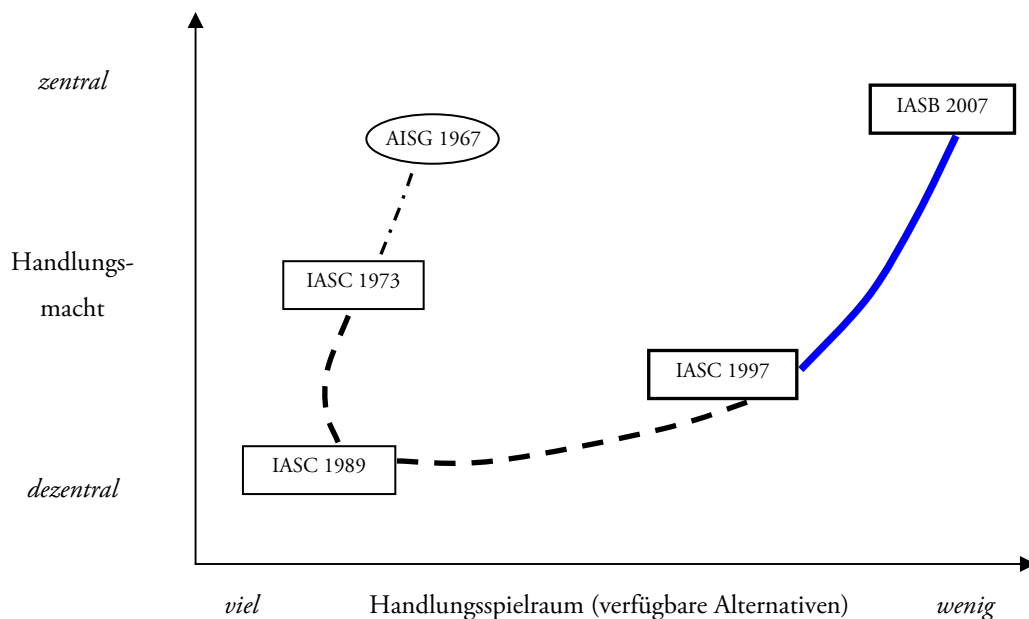 zentral
IASB 2007
AISG 1967
Handlungs-
macht
IASC 1973
IASC 1997
IASC 1989
dezentral
viel Handlungsspielraum (verfügbare Alternativen) wenig